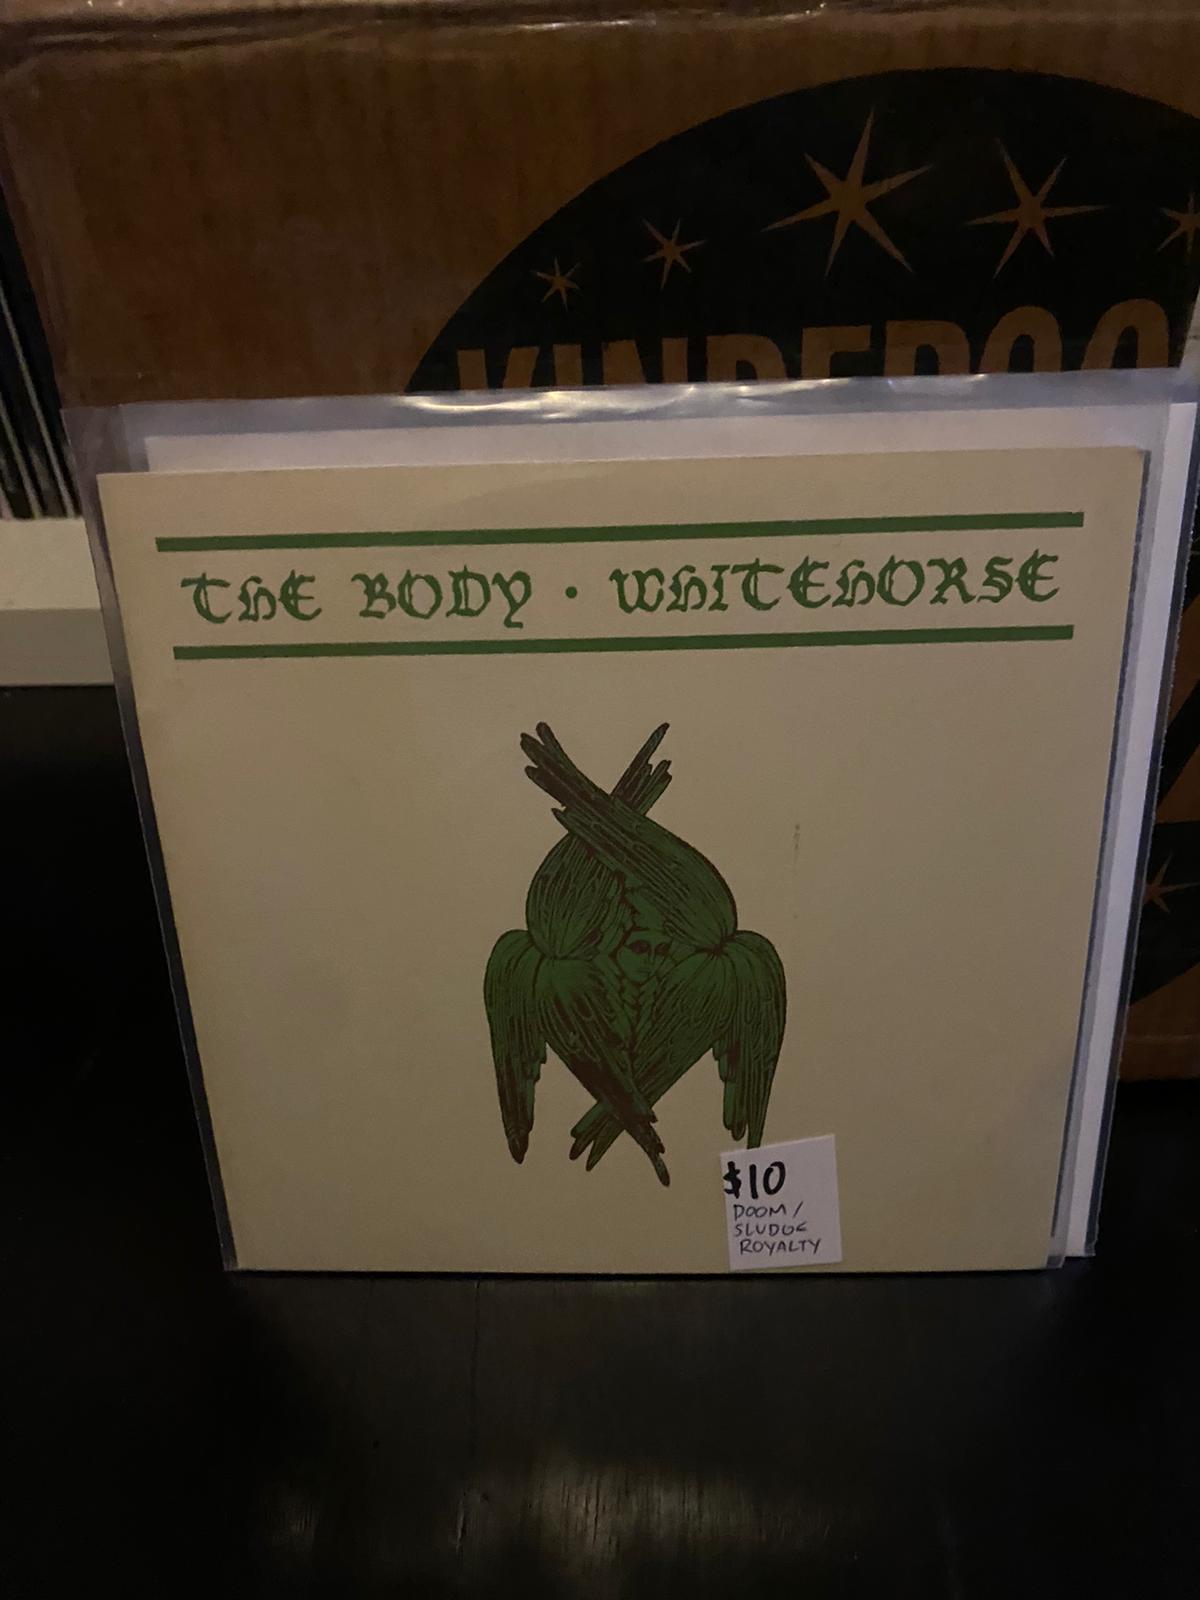 THE BODY • WHITEHORSE
$10
DOOM /
SLUDGE
ROYALTY